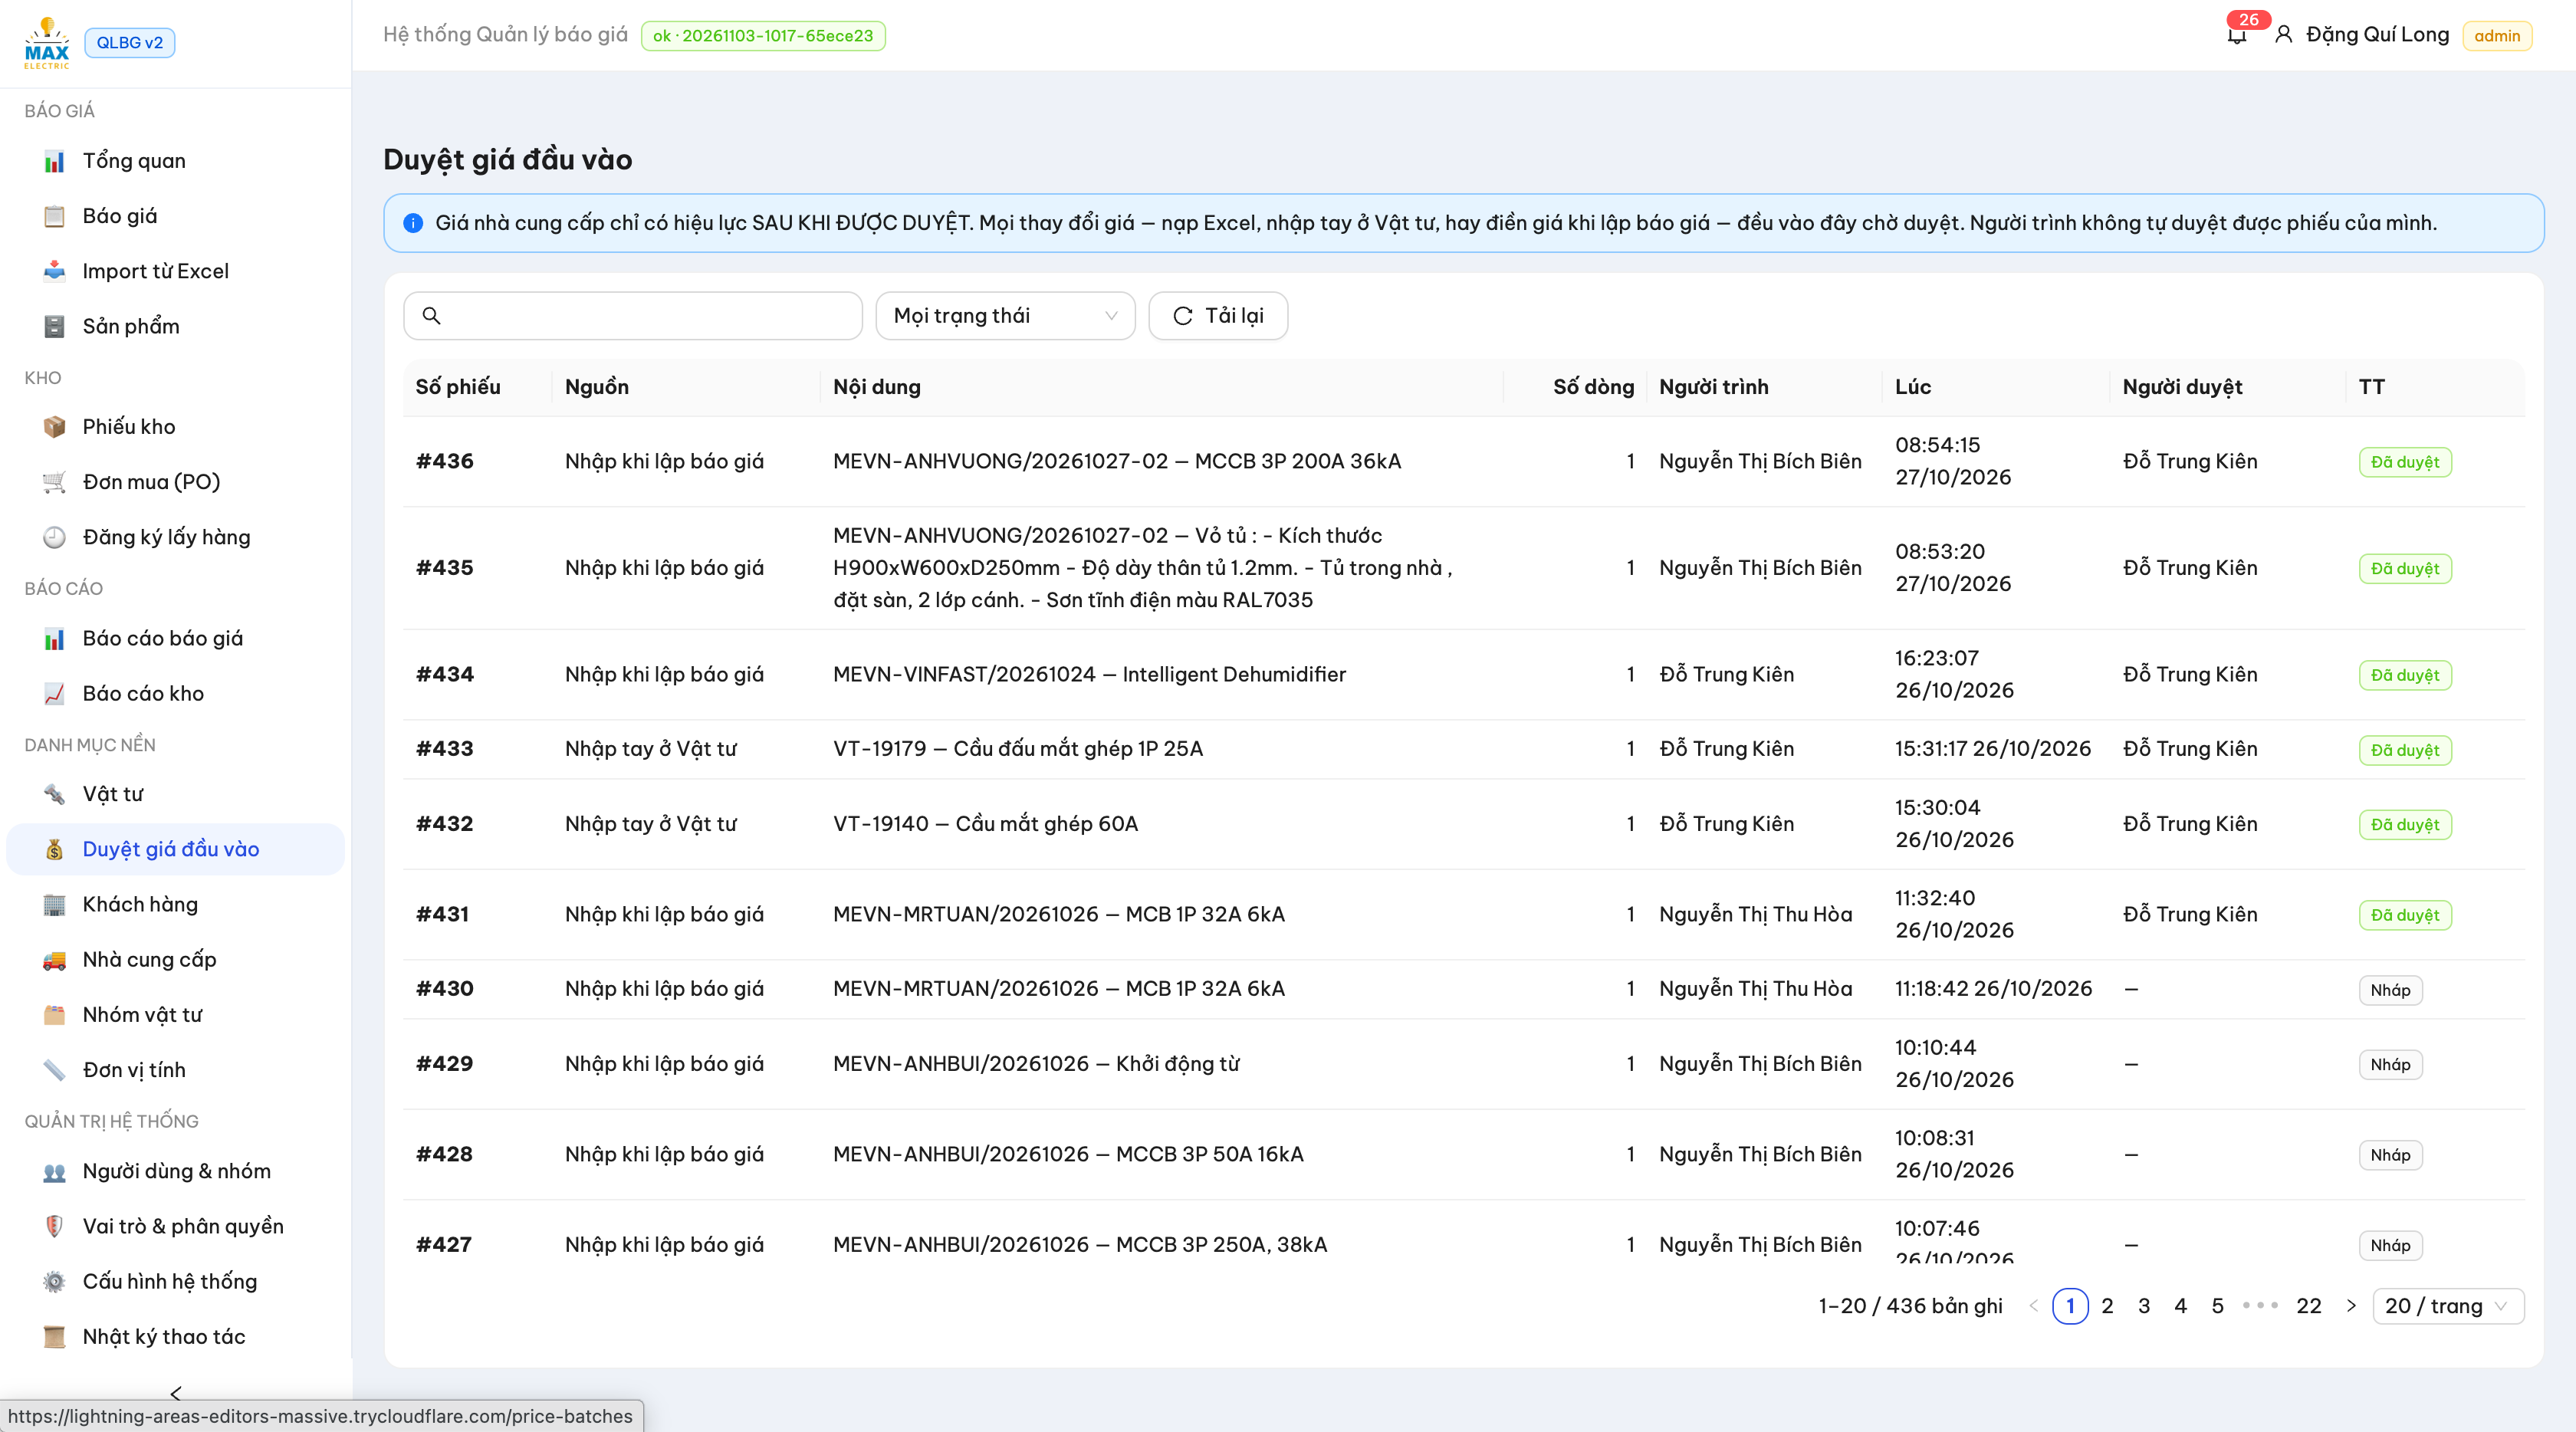 MAX
ELECTRIC
QLBG v2
Hệ thống Quản lý báo giá
ok · 20261103-1017-65ece23
26
Đặng Quí Long
admin
BÁO GIÁ
Tổng quan
Báo giá
Import từ Excel
Sản phẩm
KHO
Phiếu kho
Đơn mua (PO)
Đăng ký lấy hàng
BÁO CÁO
Báo cáo báo giá
Báo cáo kho
DANH MỤC NỀN
Vật tư
Duyệt giá đầu vào
Khách hàng
Nhà cung cấp
Nhóm vật tư
Đơn vị tính
QUẢN TRỊ HỆ THỐNG
Người dùng & nhóm
Vai trò & phân quyền
Cấu hình hệ thống
Nhật ký thao tác
Duyệt giá đầu vào
Giá nhà cung cấp chỉ có hiệu lực SAU KHI ĐƯỢC DUYỆT. Mọi thay đổi giá — nạp Excel, nhập tay ở Vật tư, hay điền giá khi lập báo giá — đều vào đây chờ duyệt. Người trình không tự duyệt được phiếu của mình.
Mọi trạng thái
Tải lại
Số phiếu Nguồn Nội dung Số dòng Người trình Lúc Người duyệt TT
#436 Nhập khi lập báo giá MEVN-ANHVUONG/20261027-02 — MCCB 3P 200A 36kA 1 Nguyễn Thị Bích Biên 08:54:15 27/10/2026 Đỗ Trung Kiên Đã duyệt
#435 Nhập khi lập báo giá MEVN-ANHVUONG/20261027-02 — Vỏ tủ : - Kích thước
H900xW600xD250mm - Độ dày thân tủ 1.2mm. - Tủ trong nhà ,
đặt sàn, 2 lớp cánh. - Sơn tĩnh điện màu RAL7035
1 Nguyễn Thị Bích Biên 08:53:20 27/10/2026 Đỗ Trung Kiên Đã duyệt
#434 Nhập khi lập báo giá MEVN-VINFAST/20261024 — Intelligent Dehumidifier 1 Đỗ Trung Kiên 16:23:07 26/10/2026 Đỗ Trung Kiên Đã duyệt
#433 Nhập tay ở Vật tư VT-19179 — Cầu đấu mắt ghép 1P 25A 1 Đỗ Trung Kiên 15:31:17 26/10/2026 Đỗ Trung Kiên Đã duyệt
#432 Nhập tay ở Vật tư VT-19140 — Cầu mắt ghép 60A 1 Đỗ Trung Kiên 15:30:04 26/10/2026 Đỗ Trung Kiên Đã duyệt
#431 Nhập khi lập báo giá MEVN-MRTUAN/20261026 — MCB 1P 32A 6kA 1 Nguyễn Thị Thu Hòa 11:32:40 26/10/2026 Đỗ Trung Kiên Đã duyệt
#430 Nhập khi lập báo giá MEVN-MRTUAN/20261026 — MCB 1P 32A 6kA 1 Nguyễn Thị Thu Hòa 11:18:42 26/10/2026 — Nháp
#429 Nhập khi lập báo giá MEVN-ANHBUI/20261026 — Khởi động từ 1 Nguyễn Thị Bích Biên 10:10:44 26/10/2026 — Nháp
#428 Nhập khi lập báo giá MEVN-ANHBUI/20261026 — MCCB 3P 50A 16kA 1 Nguyễn Thị Bích Biên 10:08:31 26/10/2026 — Nháp
#427 Nhập khi lập báo giá MEVN-ANHBUI/20261026 — MCCB 3P 250A, 38kA 1 Nguyễn Thị Bích Biên 10:07:46 26/10/2026 — Nháp
1-20 / 436 bản ghi < 1 2 3 4 5 ••• 22 > 20 / trang
https://lightning-areas-editors-massive.trycloudflare.com/price-batches